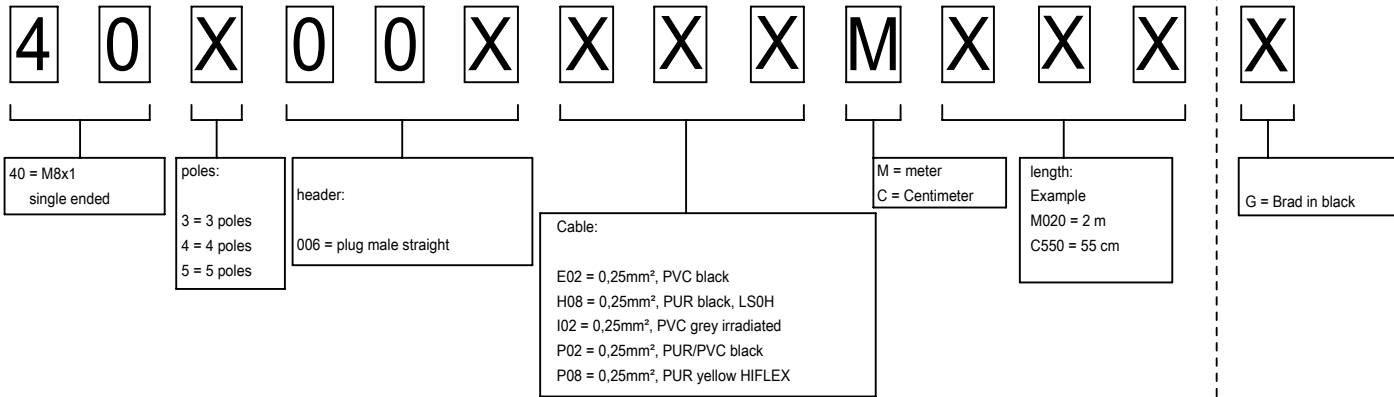 4 0 X 0 0 X X X X M X X X X
40 = M8x1
single ended
poles:
3 = 3 poles
4 = 4 poles
5 = 5 poles
header:
006 = plug male straight
Cable:
E02 = 0,25mm², PVC black
H08 = 0,25mm², PUR black, LS0H
I02 = 0,25mm², PVC grey irradiated
P02 = 0,25mm², PUR/PVC black
P08 = 0,25mm², PUR yellow HIFLEX
M = meter
C = Centimeter
length:
Example
M020 = 2 m
C550 = 55 cm
G = Brad in black